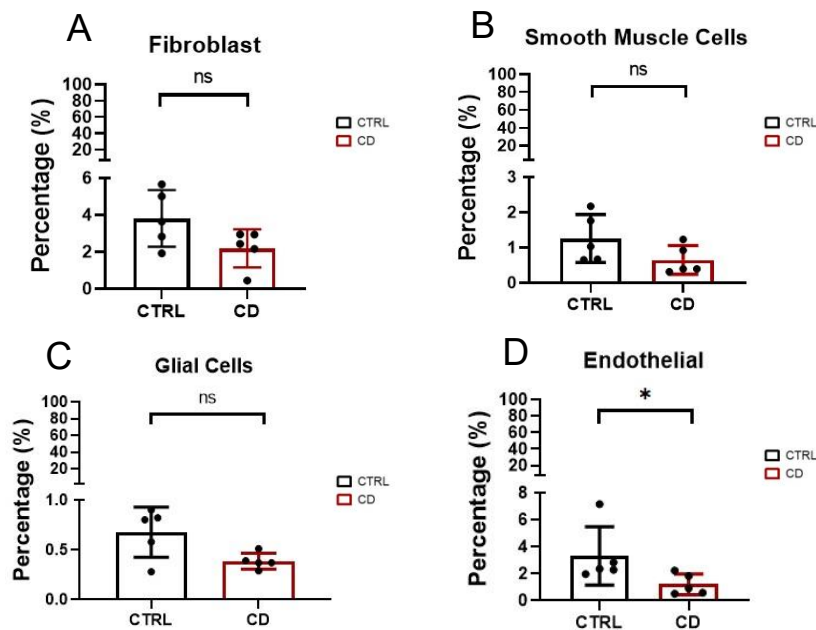 A
Fibroblast
ns
Percentage (%)
100
80
60
40
20
6
4
2
0
CTRL
CD
CTRL
CD
B
Smooth Muscle Cells
ns
Percentage (%)
100
80
60
40
20
3
2
1
0
CTRL
CD
CTRL
CD
C
Glial Cells
ns
Percentage (%)
100
80
60
40
20
1.0
0.5
0.0
CTRL
CD
CTRL
CD
D
Endothelial
*
Percentage (%)
100
80
60
40
20
8
6
4
2
0
CTRL
CD
CTRL
CD